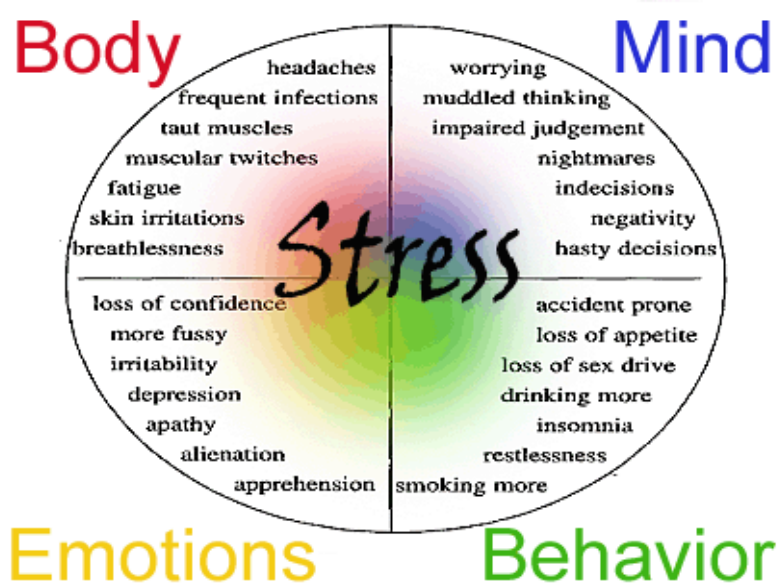 Body
Mind
headaches
frequent infections
taut muscles
muscular twitches
fatigue
skin irritations
breathlessness
worrying
muddled thinking
impaired judgement
nightmares
indecisions
negativity
hasty decisions
Stress
loss of confidence
more fussy
irritability
depression
apathy
alienation
apprehension
accident prone
loss of appetite
loss of sex drive
drinking more
insomnia
restlessness
smoking more
Emotions
Behavior